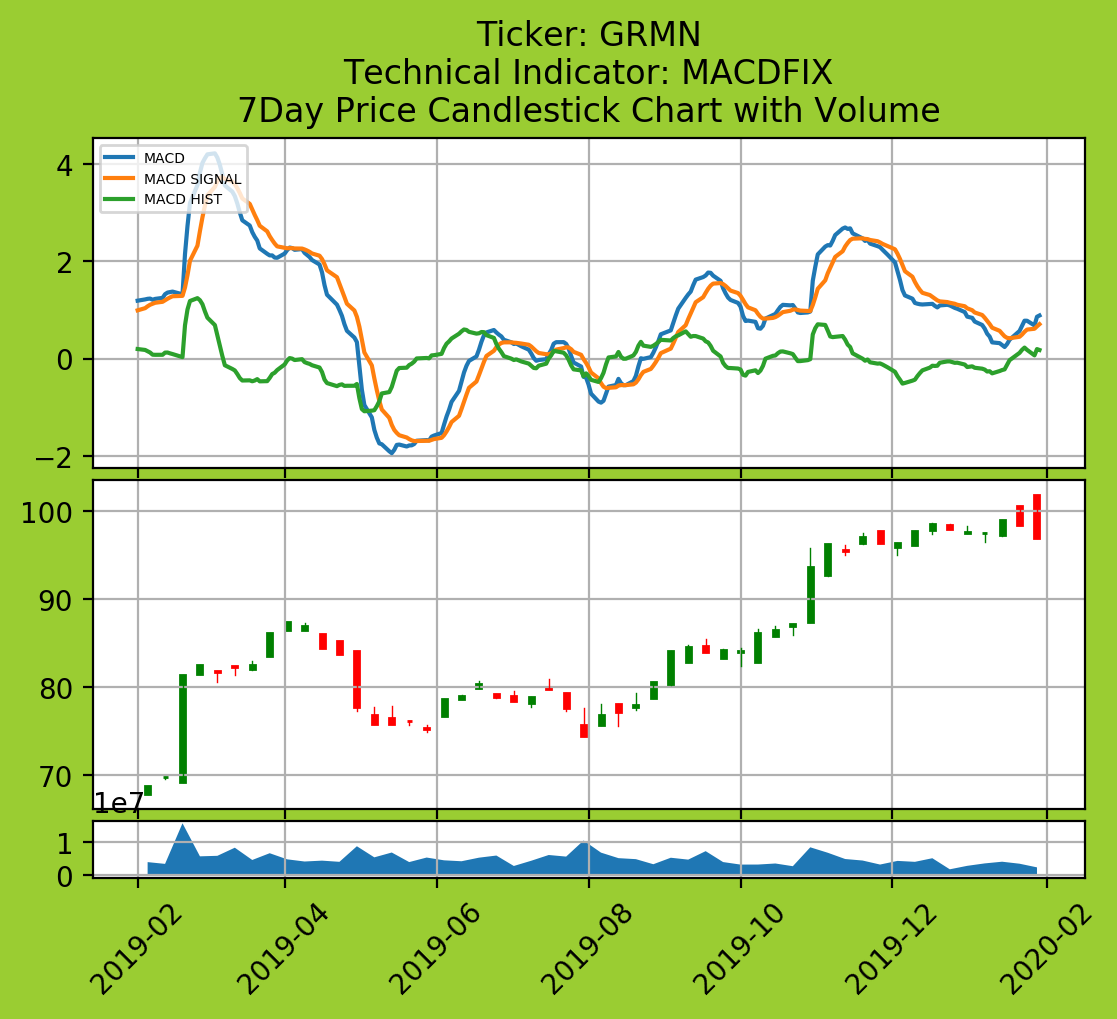 Ticker: GRMN
Technical Indicator: MACDFIX
7Day Price Candlestick Chart with Volume
MACD
MACD SIGNAL
MACD HIST
4
2
0
−2
100
90
80
70
1e7
1
0
2019-02
2019-04
2019-06
2019-08
2019-10
2019-12
2020-02